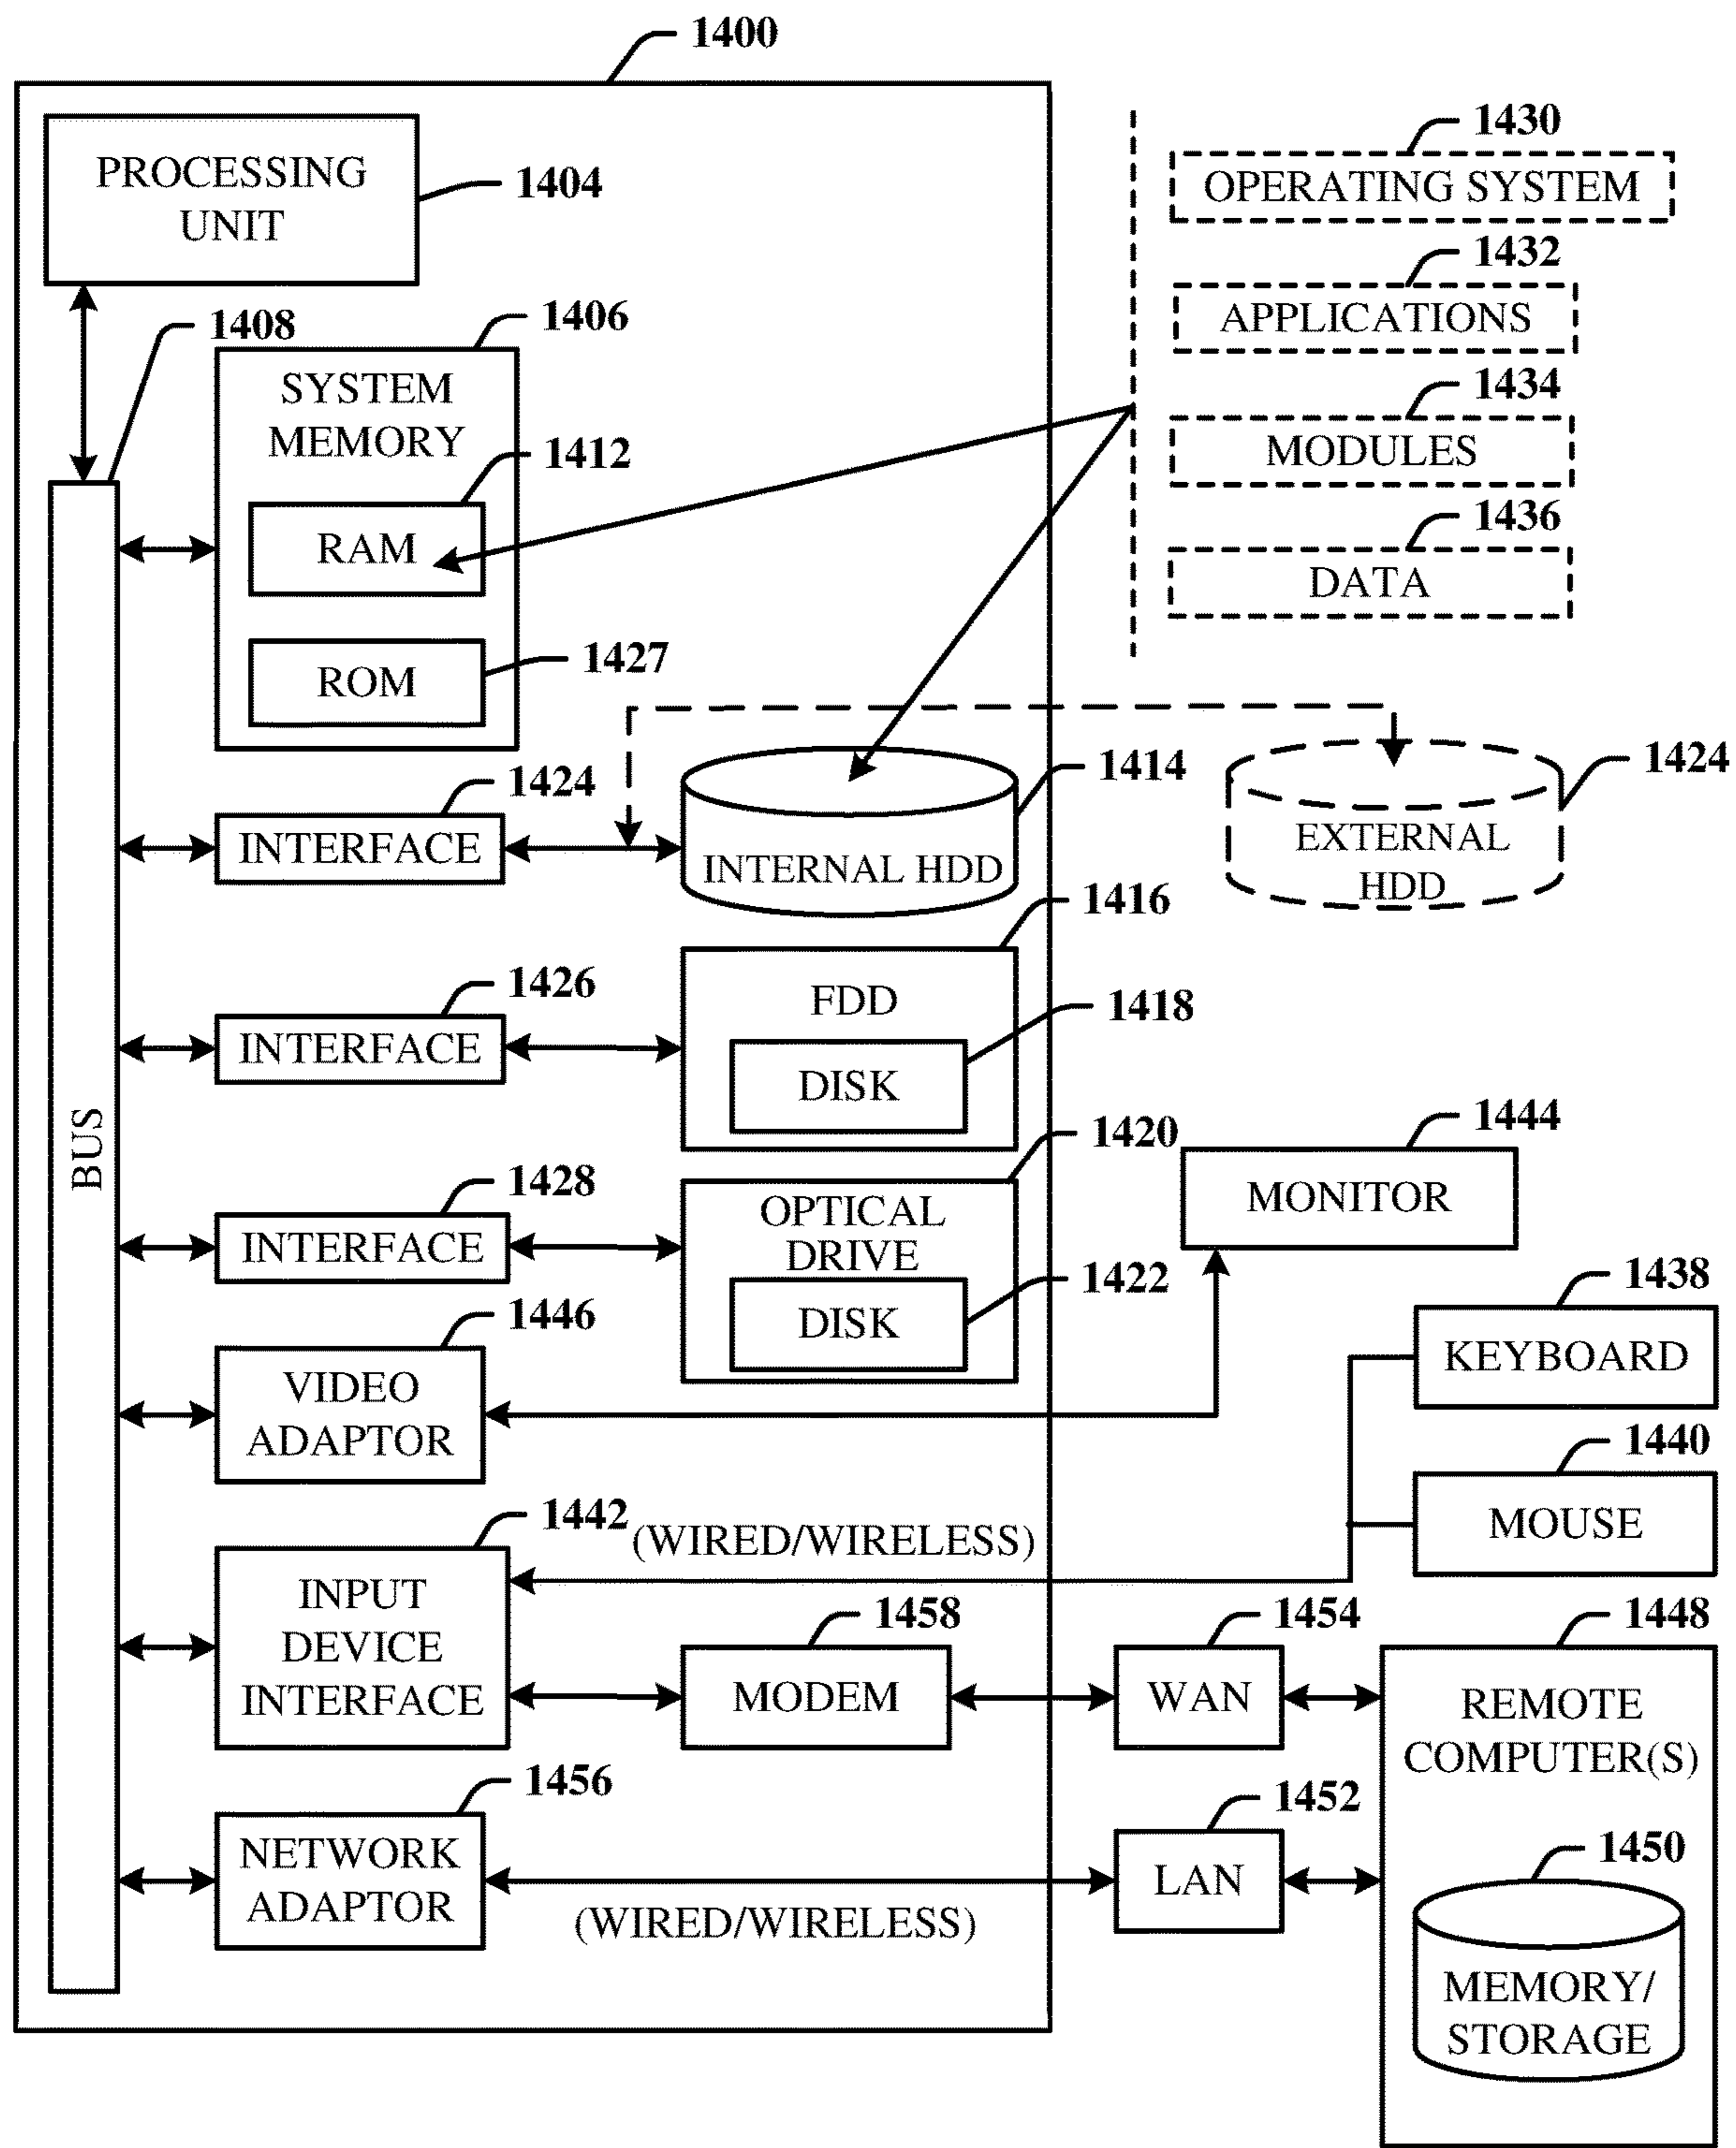 1400
PROCESSING
UNIT
1404
1430
OPERATING SYSTEM
1432
APPLICATIONS
1434
MODULES
1436
DATA
1408
1406
SYSTEM
MEMORY
1412
RAM
1427
ROM
1424
INTERFACE
1414
INTERNAL HDD
1424
EXTERNAL
HDD
1416
1426
INTERFACE
FDD
1418
DISK
BUS
1420
1428
INTERFACE
OPTICAL
DRIVE
1422
DISK
1444
MONITOR
1438
KEYBOARD
1446
VIDEO
ADAPTOR
1440
MOUSE
1442
(WIRED/WIRELESS)
INPUT
DEVICE
INTERFACE
1458
MODEM
1454
WAN
1448
REMOTE
COMPUTER(S)
1456
NETWORK
ADAPTOR
(WIRED/WIRELESS)
1452
LAN
1450
MEMORY/
STORAGE